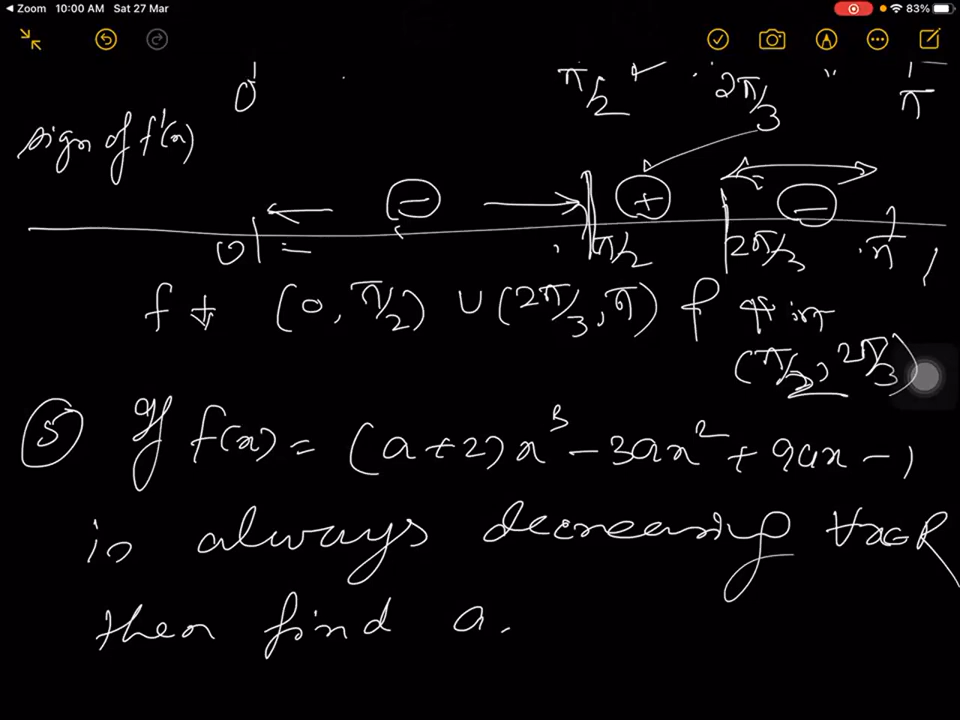 Zoom 10:00 AM Sat 27 Mar 83%
0 π/2 2π/3 π
sign of f'(x)
- + -
0 = π/2 2π/3 π
f ↓ (0, π/2) ∪ (2π/3, π) f ↑ int
(π/2, 2π/3)
5 If f(x) = (a+2)x³ - 3ax² + 9ax - 1
is always decreasing ∀x∈R
then find a.